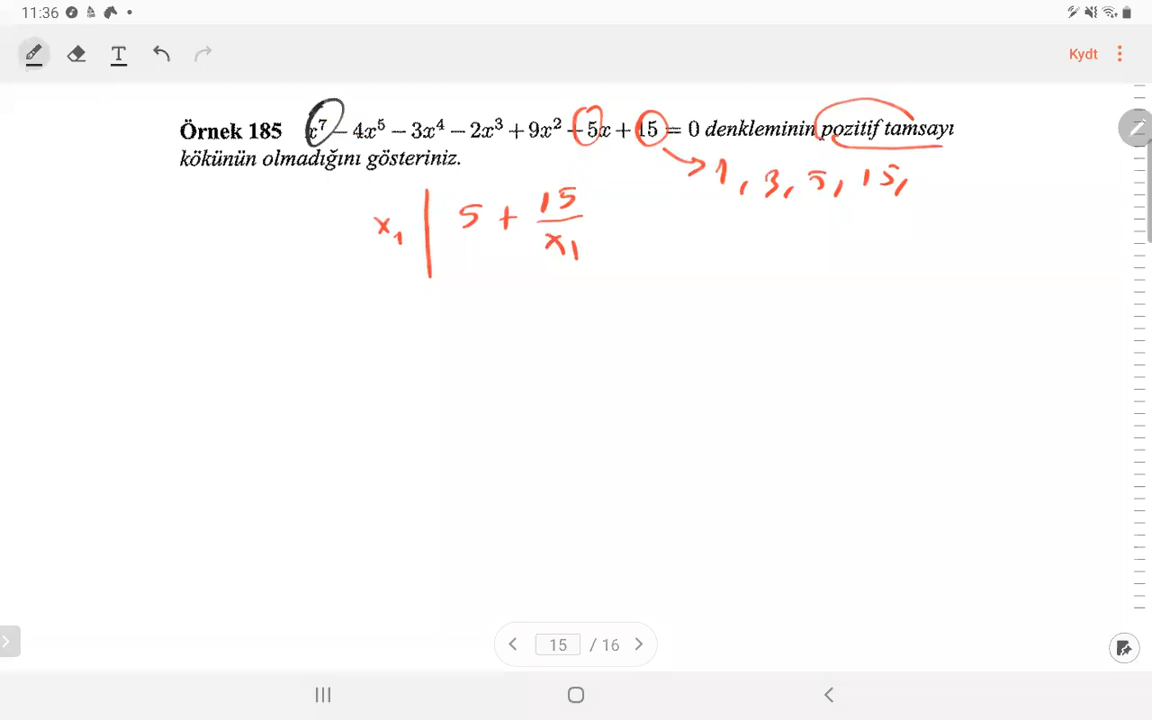 11:36
T
Kydt
Örnek 185 x⁷ − 4x⁵ − 3x⁴ − 2x³ + 9x² − 5x + 15 = 0 denkleminin pozitif tamsayı
kökünün olmadığını gösteriniz.
→ 1, 3, 5, 15,
x₁ | 5 + 15/x₁
15 / 16